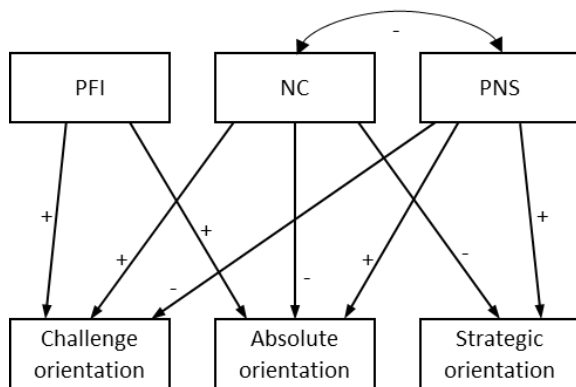 -
PFI
NC
PNS
+
+
+
-
-
+
-
+
Challenge
orientation
Absolute
orientation
Strategic
orientation